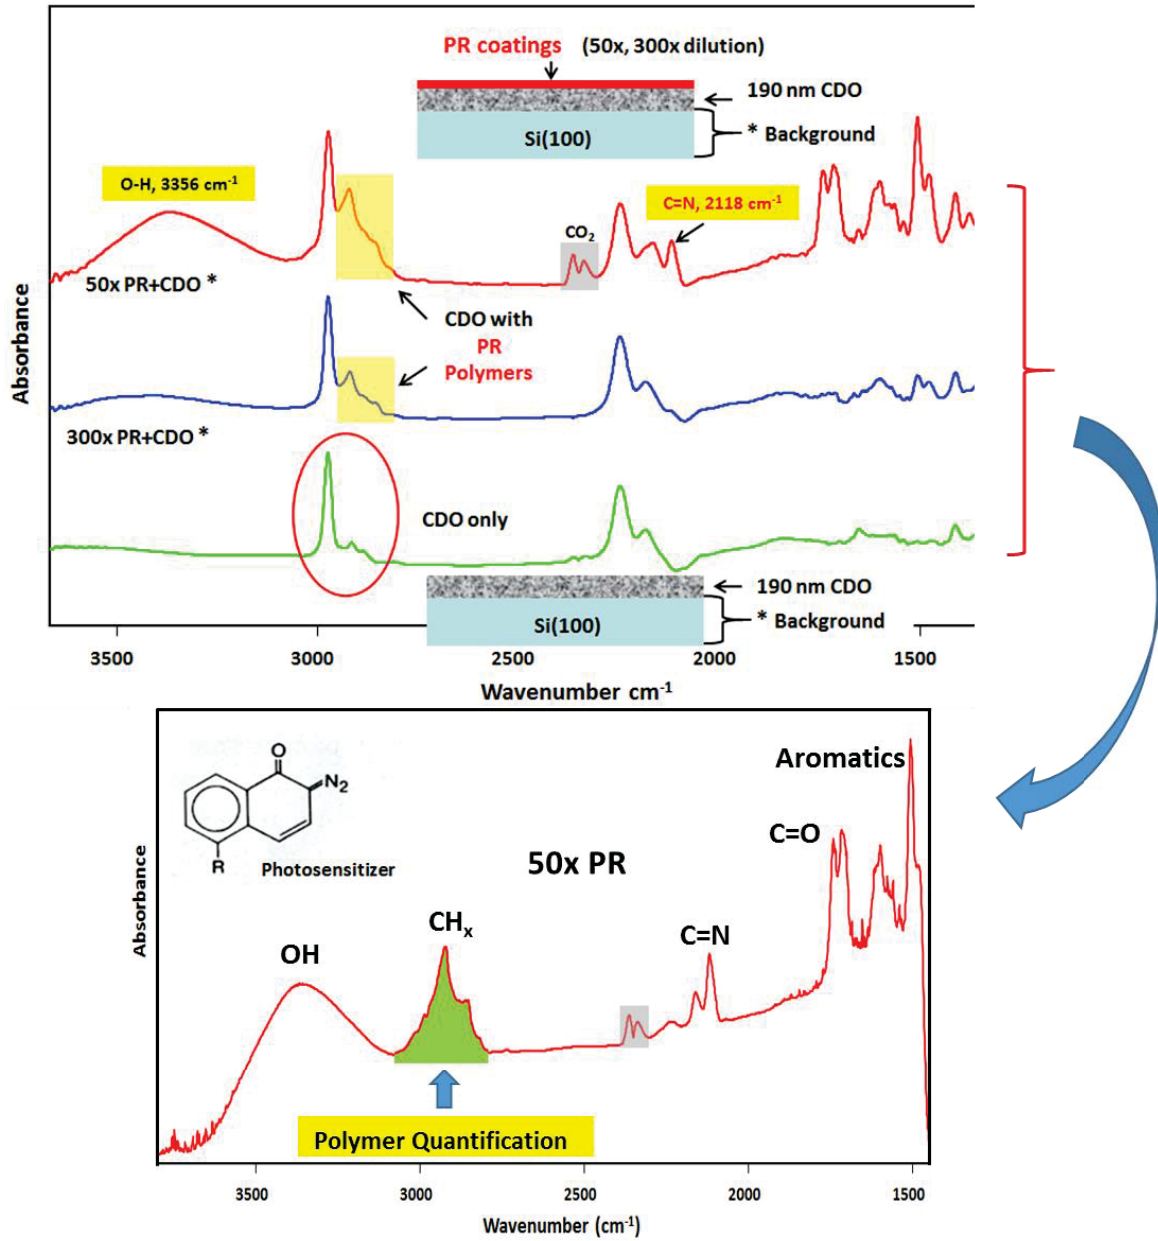 PR coatings (50x, 300x dilution)
190 nm CDO
Si(100)
* Background
O-H, 3356 cm-1
C=N, 2118 cm-1
CO2
50x PR+CDO *
CDO with
PR
Polymers
300x PR+CDO *
CDO only
190 nm CDO
Si(100)
* Background
Absorbance
3500 3000 2500 2000 1500
Wavenumber cm-1
O
N2
R
Photosensitizer
50x PR
Aromatics
C=O
CHx
C=N
OH
Polymer Quantification
Absorbance
3500 3000 2500 2000 1500
Wavenumber (cm-1)